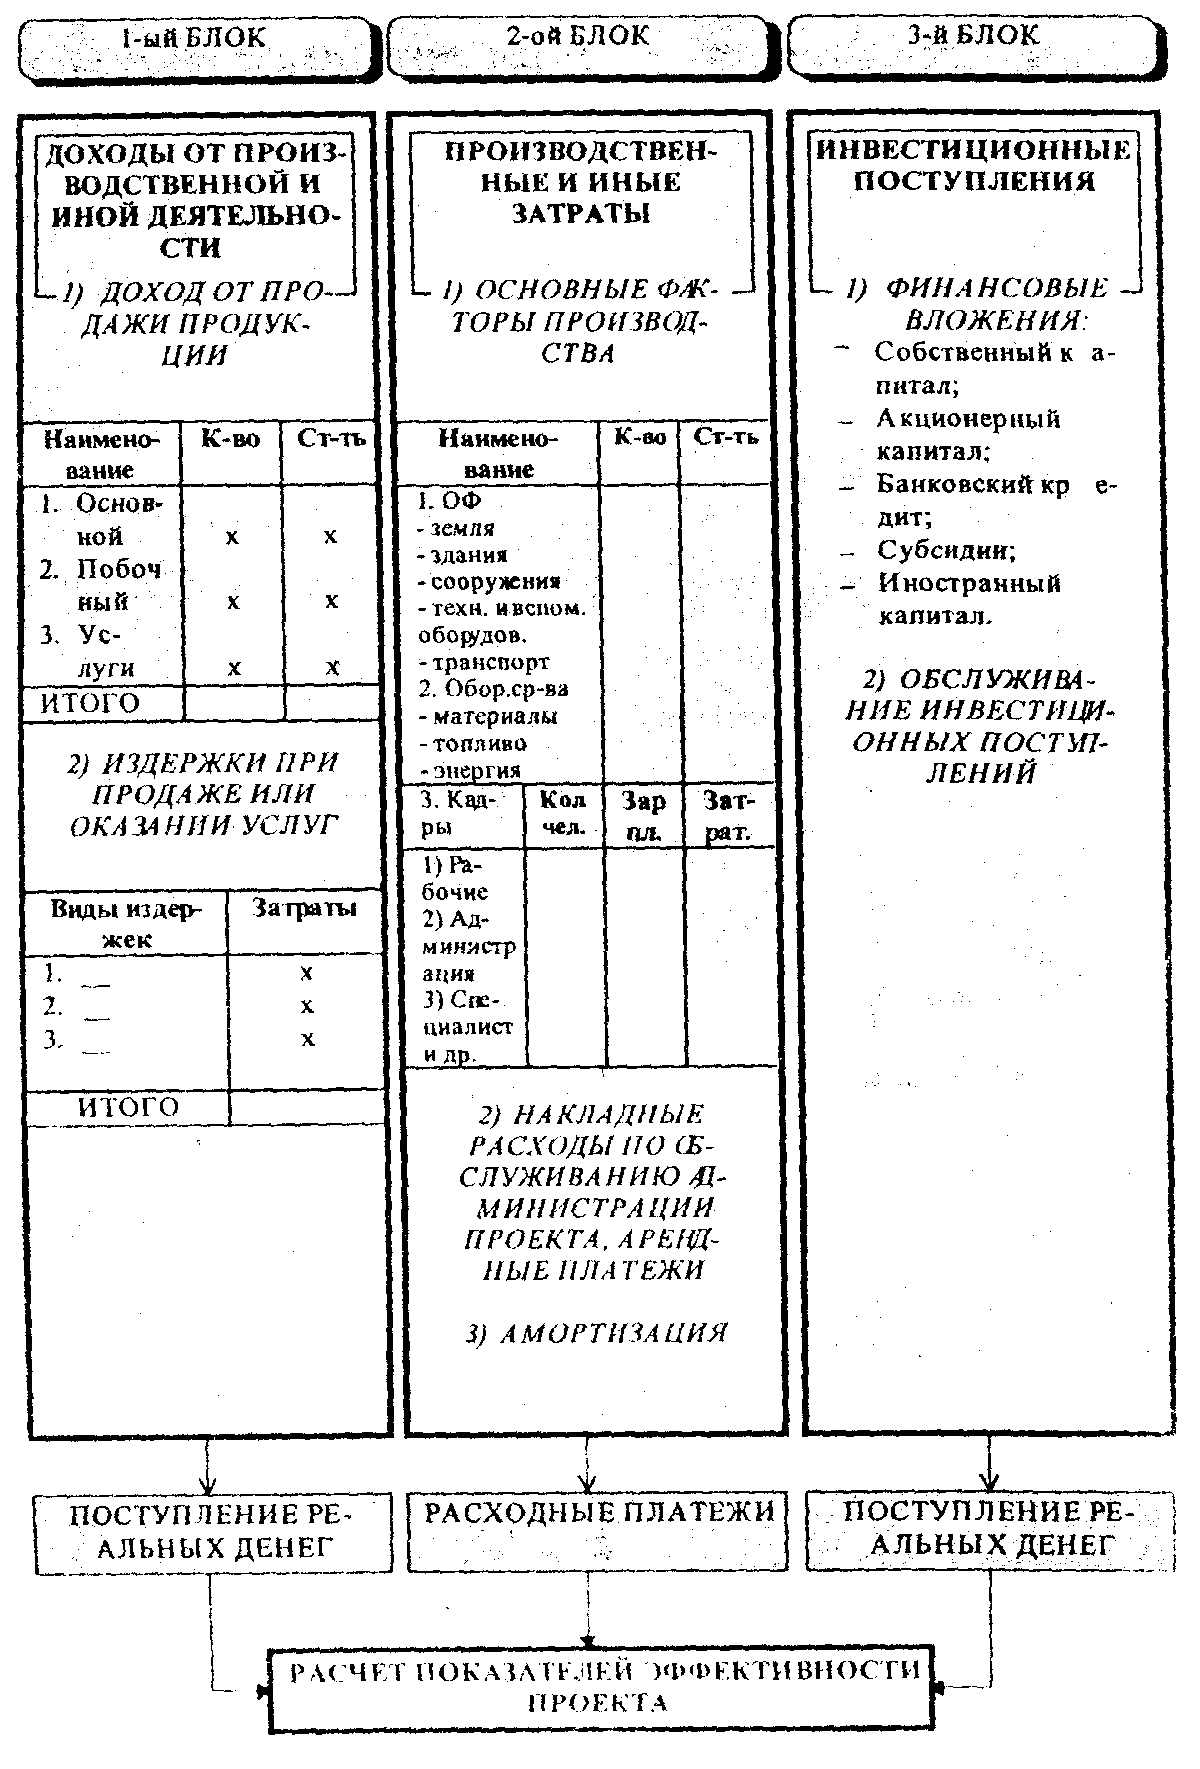 1-ый БЛОК
2-ой БЛОК
3-й БЛОК
ДОХОДЫ ОТ ПРОИЗ-
ВОДСТВЕННОЙ И
ИНОЙ ДЕЯТЕЛЬНО-
СТИ
1) ДОХОД ОТ ПРО-
ДАЖИ ПРОДУК-
ЦИИ
Наимено-
вание
К-во
Ст-ть
1. Основ-
ной х х
2. Побоч
ный х х
3. Ус-
луги х х
ИТОГО
2) ИЗДЕРЖКИ ПРИ
ПРОДАЖЕ ИЛИ
ОКАЗАНИИ УСЛУГ
Виды издер-
жек
Затраты
1. __ х
2. __ х
3. __ х
ИТОГО
ПРОИЗВОДСТВЕН-
НЫЕ И ИНЫЕ
ЗАТРАТЫ
1) ОСНОВНЫЕ ФАК-
ТОРЫ ПРОИЗВОД-
СТВА
Наимено-
вание
К-во
Ст-ть
1. ОФ
- земля
- здания
- сооружения
- техн. и вспом.
оборудов.
- транспорт
2. Обор.ср-ва
- материалы
- топливо
- энергия
3. Кад-
ры
Кол
чел.
Зар
пл.
Зат-
рат.
1) Ра-
бочие
2) Ад-
министр
ация
3) Спе-
циалист
и др.
2) НАКЛАДНЫЕ
РАСХОДЫ ПО ОБ-
СЛУЖИВАНИЮ АД-
МИНИСТРАЦИИ
ПРОЕКТА, АРЕНД-
НЫЕ ПЛАТЕЖИ
3) АМОРТИЗАЦИЯ
ИНВЕСТИЦИОННЫЕ
ПОСТУПЛЕНИЯ
1) ФИНАНСОВЫЕ
ВЛОЖЕНИЯ:
– Собственный к а-
питал;
– Акционерный
капитал;
– Банковский кр е-
дит;
– Субсидии;
– Иностранный
капитал.
2) ОБСЛУЖИВА-
НИЕ ИНВЕСТИЦИ-
ОННЫХ ПОСТУП-
ЛЕНИЙ
ПОСТУПЛЕНИЕ РЕ-
АЛЬНЫХ ДЕНЕГ
РАСХОДНЫЕ ПЛАТЕЖИ
ПОСТУПЛЕНИЕ РЕ-
АЛЬНЫХ ДЕНЕГ
РАСЧЕТ ПОКАЗАТЕЛЕЙ ЭФФЕКТИВНОСТИ
ПРОЕКТА